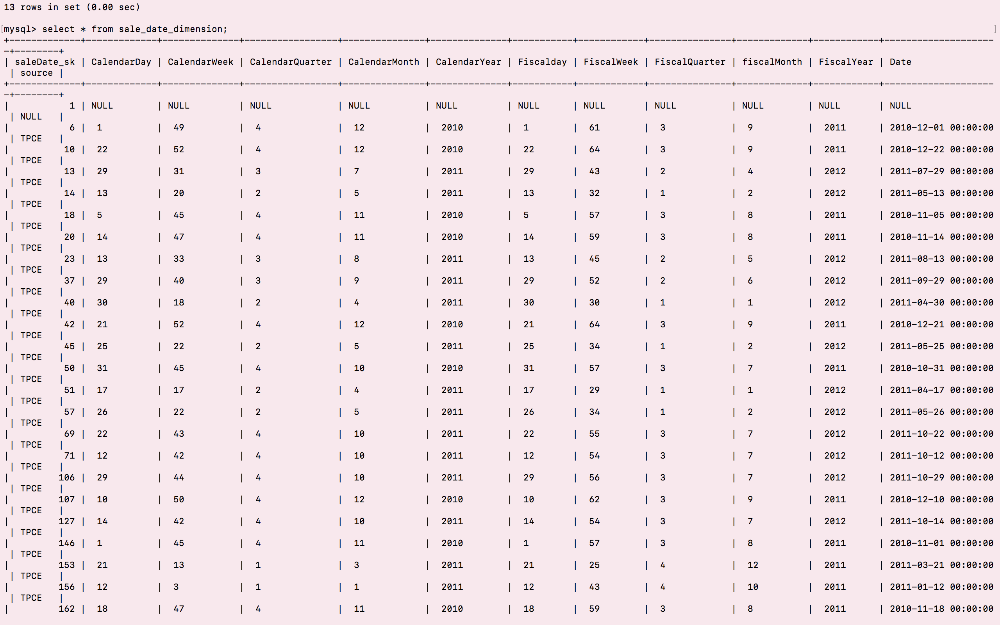 13 rows in set (0.00 sec)
[mysql> select * from sale_date_dimension; ]
+-------------+-------------+--------------+-----------------+---------------+--------------+-----------+------------+---------------+-------------+------------+--------------------
-+--------+
| saleDate_sk | CalendarDay | CalendarWeek | CalendarQuarter | CalendarMonth | CalendarYear | Fiscalday | FiscalWeek | FiscalQuarter | fiscalMonth | FiscalYear | Date
 | source |
+-------------+-------------+--------------+-----------------+---------------+--------------+-----------+------------+---------------+-------------+------------+--------------------
-+--------+
| 1 | NULL | NULL | NULL | NULL | NULL | NULL | NULL | NULL | NULL | NULL | NULL
 | NULL |
| 6 | 1 | 49 | 4 | 12 | 2010 | 1 | 61 | 3 | 9 | 2011 | 2010-12-01 00:00:00
 | TPCE |
| 10 | 22 | 52 | 4 | 12 | 2010 | 22 | 64 | 3 | 9 | 2011 | 2010-12-22 00:00:00
 | TPCE |
| 13 | 29 | 31 | 3 | 7 | 2011 | 29 | 43 | 2 | 4 | 2012 | 2011-07-29 00:00:00
 | TPCE |
| 14 | 13 | 20 | 2 | 5 | 2011 | 13 | 32 | 1 | 2 | 2012 | 2011-05-13 00:00:00
 | TPCE |
| 18 | 5 | 45 | 4 | 11 | 2010 | 5 | 57 | 3 | 8 | 2011 | 2010-11-05 00:00:00
 | TPCE |
| 20 | 14 | 47 | 4 | 11 | 2010 | 14 | 59 | 3 | 8 | 2011 | 2010-11-14 00:00:00
 | TPCE |
| 23 | 13 | 33 | 3 | 8 | 2011 | 13 | 45 | 2 | 5 | 2012 | 2011-08-13 00:00:00
 | TPCE |
| 37 | 29 | 40 | 3 | 9 | 2011 | 29 | 52 | 2 | 6 | 2012 | 2011-09-29 00:00:00
 | TPCE |
| 40 | 30 | 18 | 2 | 4 | 2011 | 30 | 30 | 1 | 1 | 2012 | 2011-04-30 00:00:00
 | TPCE |
| 42 | 21 | 52 | 4 | 12 | 2010 | 21 | 64 | 3 | 9 | 2011 | 2010-12-21 00:00:00
 | TPCE |
| 45 | 25 | 22 | 2 | 5 | 2011 | 25 | 34 | 1 | 2 | 2012 | 2011-05-25 00:00:00
 | TPCE |
| 50 | 31 | 45 | 4 | 10 | 2010 | 31 | 57 | 3 | 7 | 2011 | 2010-10-31 00:00:00
 | TPCE |
| 51 | 17 | 17 | 2 | 4 | 2011 | 17 | 29 | 1 | 1 | 2012 | 2011-04-17 00:00:00
 | TPCE |
| 57 | 26 | 22 | 2 | 5 | 2011 | 26 | 34 | 1 | 2 | 2012 | 2011-05-26 00:00:00
 | TPCE |
| 69 | 22 | 43 | 4 | 10 | 2011 | 22 | 55 | 3 | 7 | 2012 | 2011-10-22 00:00:00
 | TPCE |
| 71 | 12 | 42 | 4 | 10 | 2011 | 12 | 54 | 3 | 7 | 2012 | 2011-10-12 00:00:00
 | TPCE |
| 106 | 29 | 44 | 4 | 10 | 2011 | 29 | 56 | 3 | 7 | 2012 | 2011-10-29 00:00:00
 | TPCE |
| 107 | 10 | 50 | 4 | 12 | 2010 | 10 | 62 | 3 | 9 | 2011 | 2010-12-10 00:00:00
 | TPCE |
| 127 | 14 | 42 | 4 | 10 | 2011 | 14 | 54 | 3 | 7 | 2012 | 2011-10-14 00:00:00
 | TPCE |
| 146 | 1 | 45 | 4 | 11 | 2010 | 1 | 57 | 3 | 8 | 2011 | 2010-11-01 00:00:00
 | TPCE |
| 153 | 21 | 13 | 1 | 3 | 2011 | 21 | 25 | 4 | 12 | 2011 | 2011-03-21 00:00:00
 | TPCE |
| 156 | 12 | 3 | 1 | 1 | 2011 | 12 | 43 | 4 | 10 | 2011 | 2011-01-12 00:00:00
 | TPCE |
| 162 | 18 | 47 | 4 | 11 | 2010 | 18 | 59 | 3 | 8 | 2011 | 2010-11-18 00:00:00